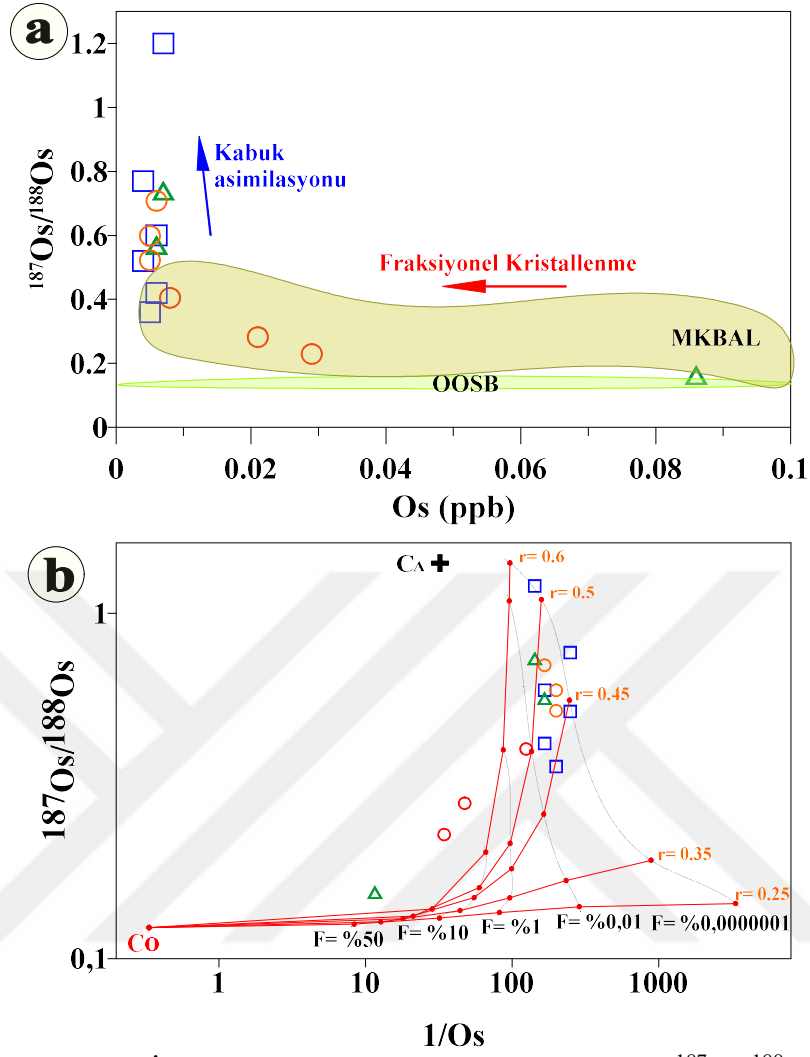 a
1.2
1
0.8
0.6
0.4
0.2
0
187Os/188Os
Kabuk
asimilasyonu
Fraksiyonel Kristallenme
MKBAL
OOSB
0 0.02 0.04 0.06 0.08 0.1
Os (ppb)
b
CA
r= 0.6
r= 0.5
1
r= 0.45
187Os/188Os
r= 0.35
r= 0.25
Co
F= %50 F= %10 F= %1 F= %0,01 F= %0,0000001
0,1
1 10 100 1000
1/Os